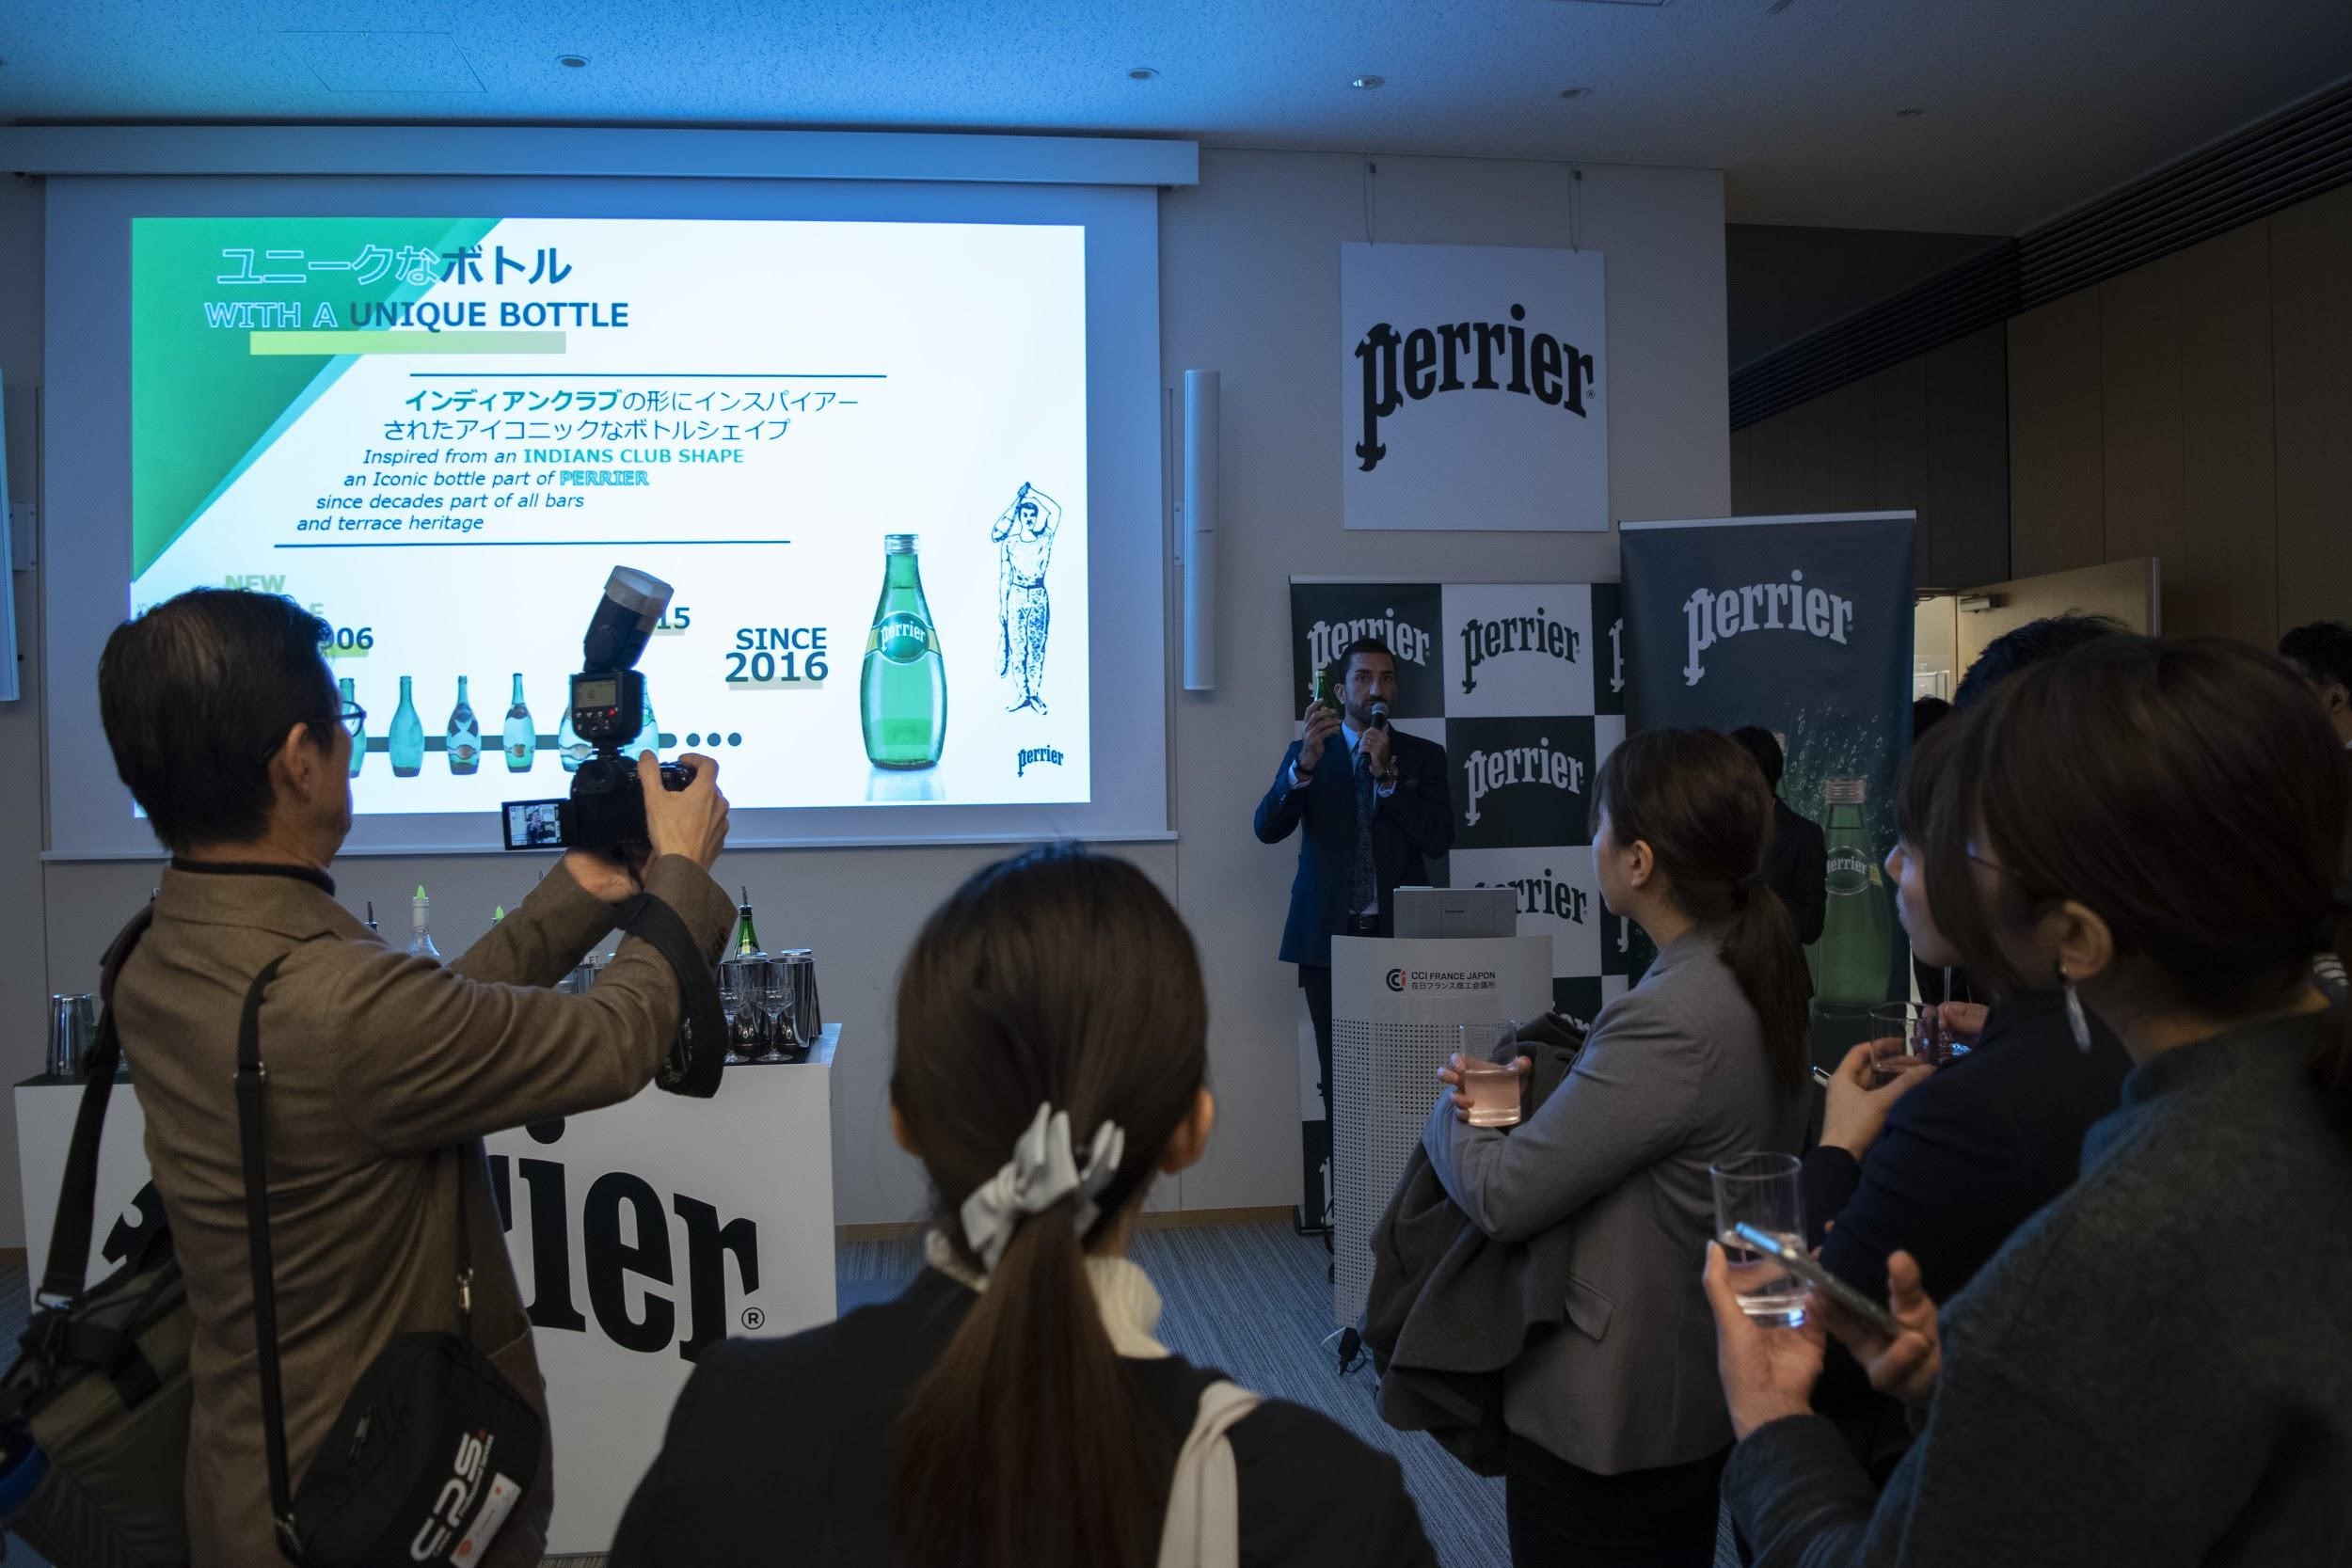 ユニークなボトル
WITH A UNIQUE BOTTLE
インディアンクラブの形にインスパイアー
されたアイコニックなボトルシェイプ
Inspired from an INDIANS CLUB SHAPE
an Iconic bottle part of PERRIER
since decades part of all bars
and terrace heritage
NEW
SINCE
2016
perrier
perrier
perrier®
perrier
perrier
perrier
perrier
perrier
CCI FRANCE JAPON
在日フランス商工会議所
CPS